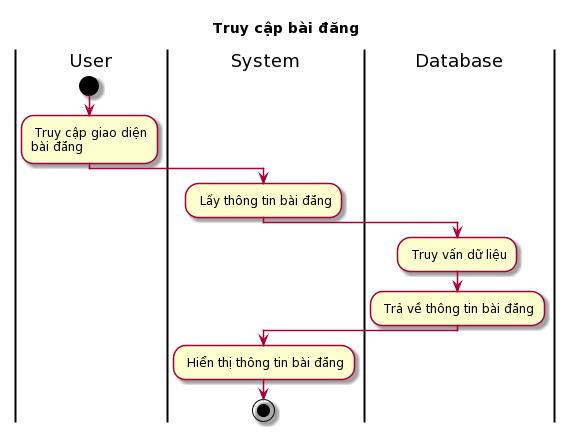 Truy cập bài đăng
User
System
Database
Truy cập giao diện
bài đăng
Lấy thông tin bài đăng
Truy vấn dữ liệu
Trả về thông tin bài đăng
Hiển thị thông tin bài đăng